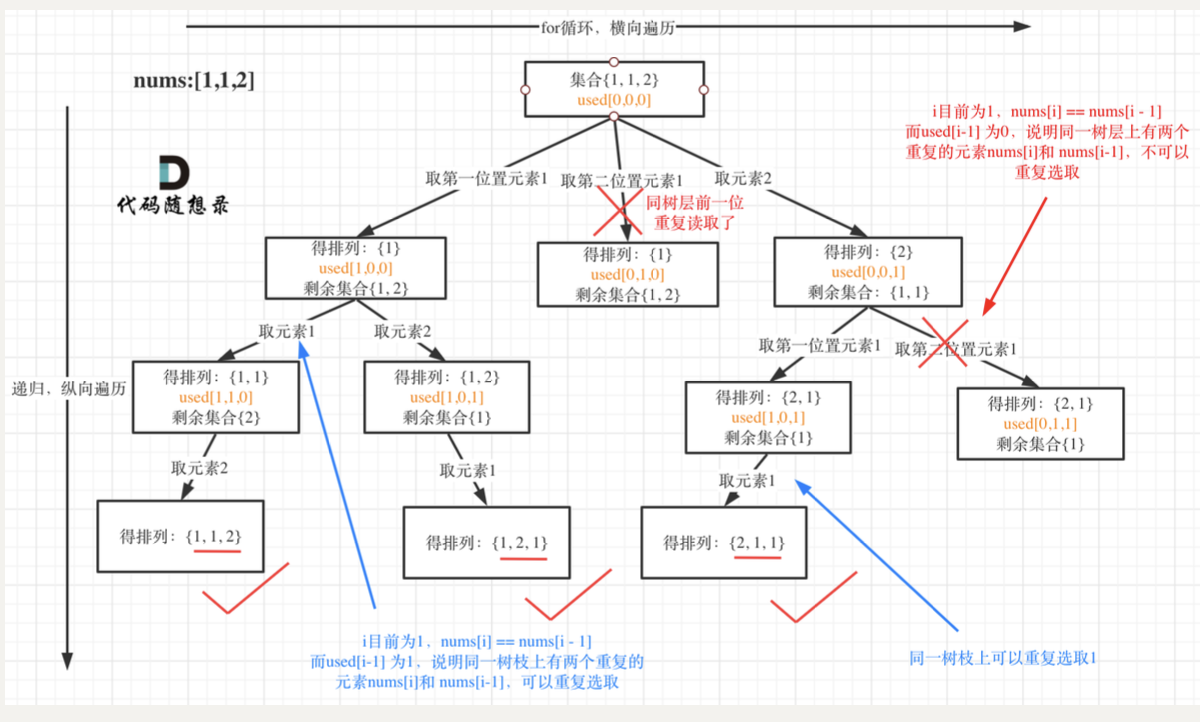 for循环，横向遍历
nums:[1,1,2]
集合{1, 1, 2}
used[0,0,0]
i目前为1，nums[i] == nums[i - 1]
而used[i-1] 为0，说明同一树层上有两个
重复的元素nums[i]和 nums[i-1]，不可以
重复选取
代码随想录
取第一位置元素1
取第二位置元素1
取元素2
同树层前一位
重复读取了
得排列：{1}
used[1,0,0]
剩余集合{1, 2}
得排列：{1}
used[0,1,0]
剩余集合{1, 2}
得排列：{2}
used[0,0,1]
剩余集合：{1, 1}
取元素1
取元素2
取第一位置元素1
取第二位置元素1
递归，纵向遍历
得排列：{1, 1}
used[1,1,0]
剩余集合{2}
得排列：{1, 2}
used[1,0,1]
剩余集合{1}
得排列：{2, 1}
used[1,0,1]
剩余集合{1}
得排列：{2, 1}
used[0,1,1]
剩余集合{1}
取元素2
取元素1
取元素1
得排列：{1, 1, 2}
得排列：{1, 2, 1}
得排列：{2, 1, 1}
i目前为1，nums[i] == nums[i - 1]
而used[i-1] 为1，说明同一树枝上有两个重复的
元素nums[i]和 nums[i-1]，可以重复选取
同一树枝上可以重复选取1